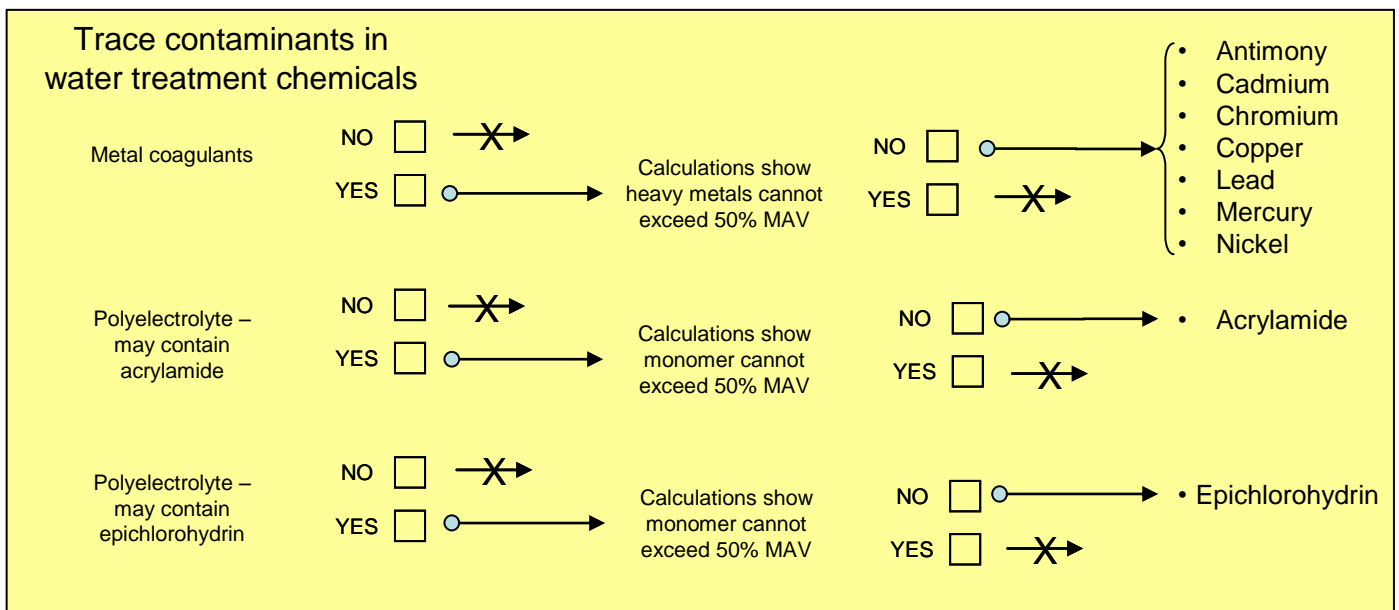 Trace contaminants in
water treatment chemicals
Metal coagulants
NO
YES
Calculations show
heavy metals cannot
exceed 50% MAV
NO
YES
• Antimony
• Cadmium
• Chromium
• Copper
• Lead
• Mercury
• Nickel
Polyelectrolyte –
may contain
acrylamide
NO
YES
Calculations show
monomer cannot
exceed 50% MAV
NO
YES
• Acrylamide
Polyelectrolyte –
may contain
epichlorohydrin
NO
YES
Calculations show
monomer cannot
exceed 50% MAV
NO
YES
• Epichlorohydrin